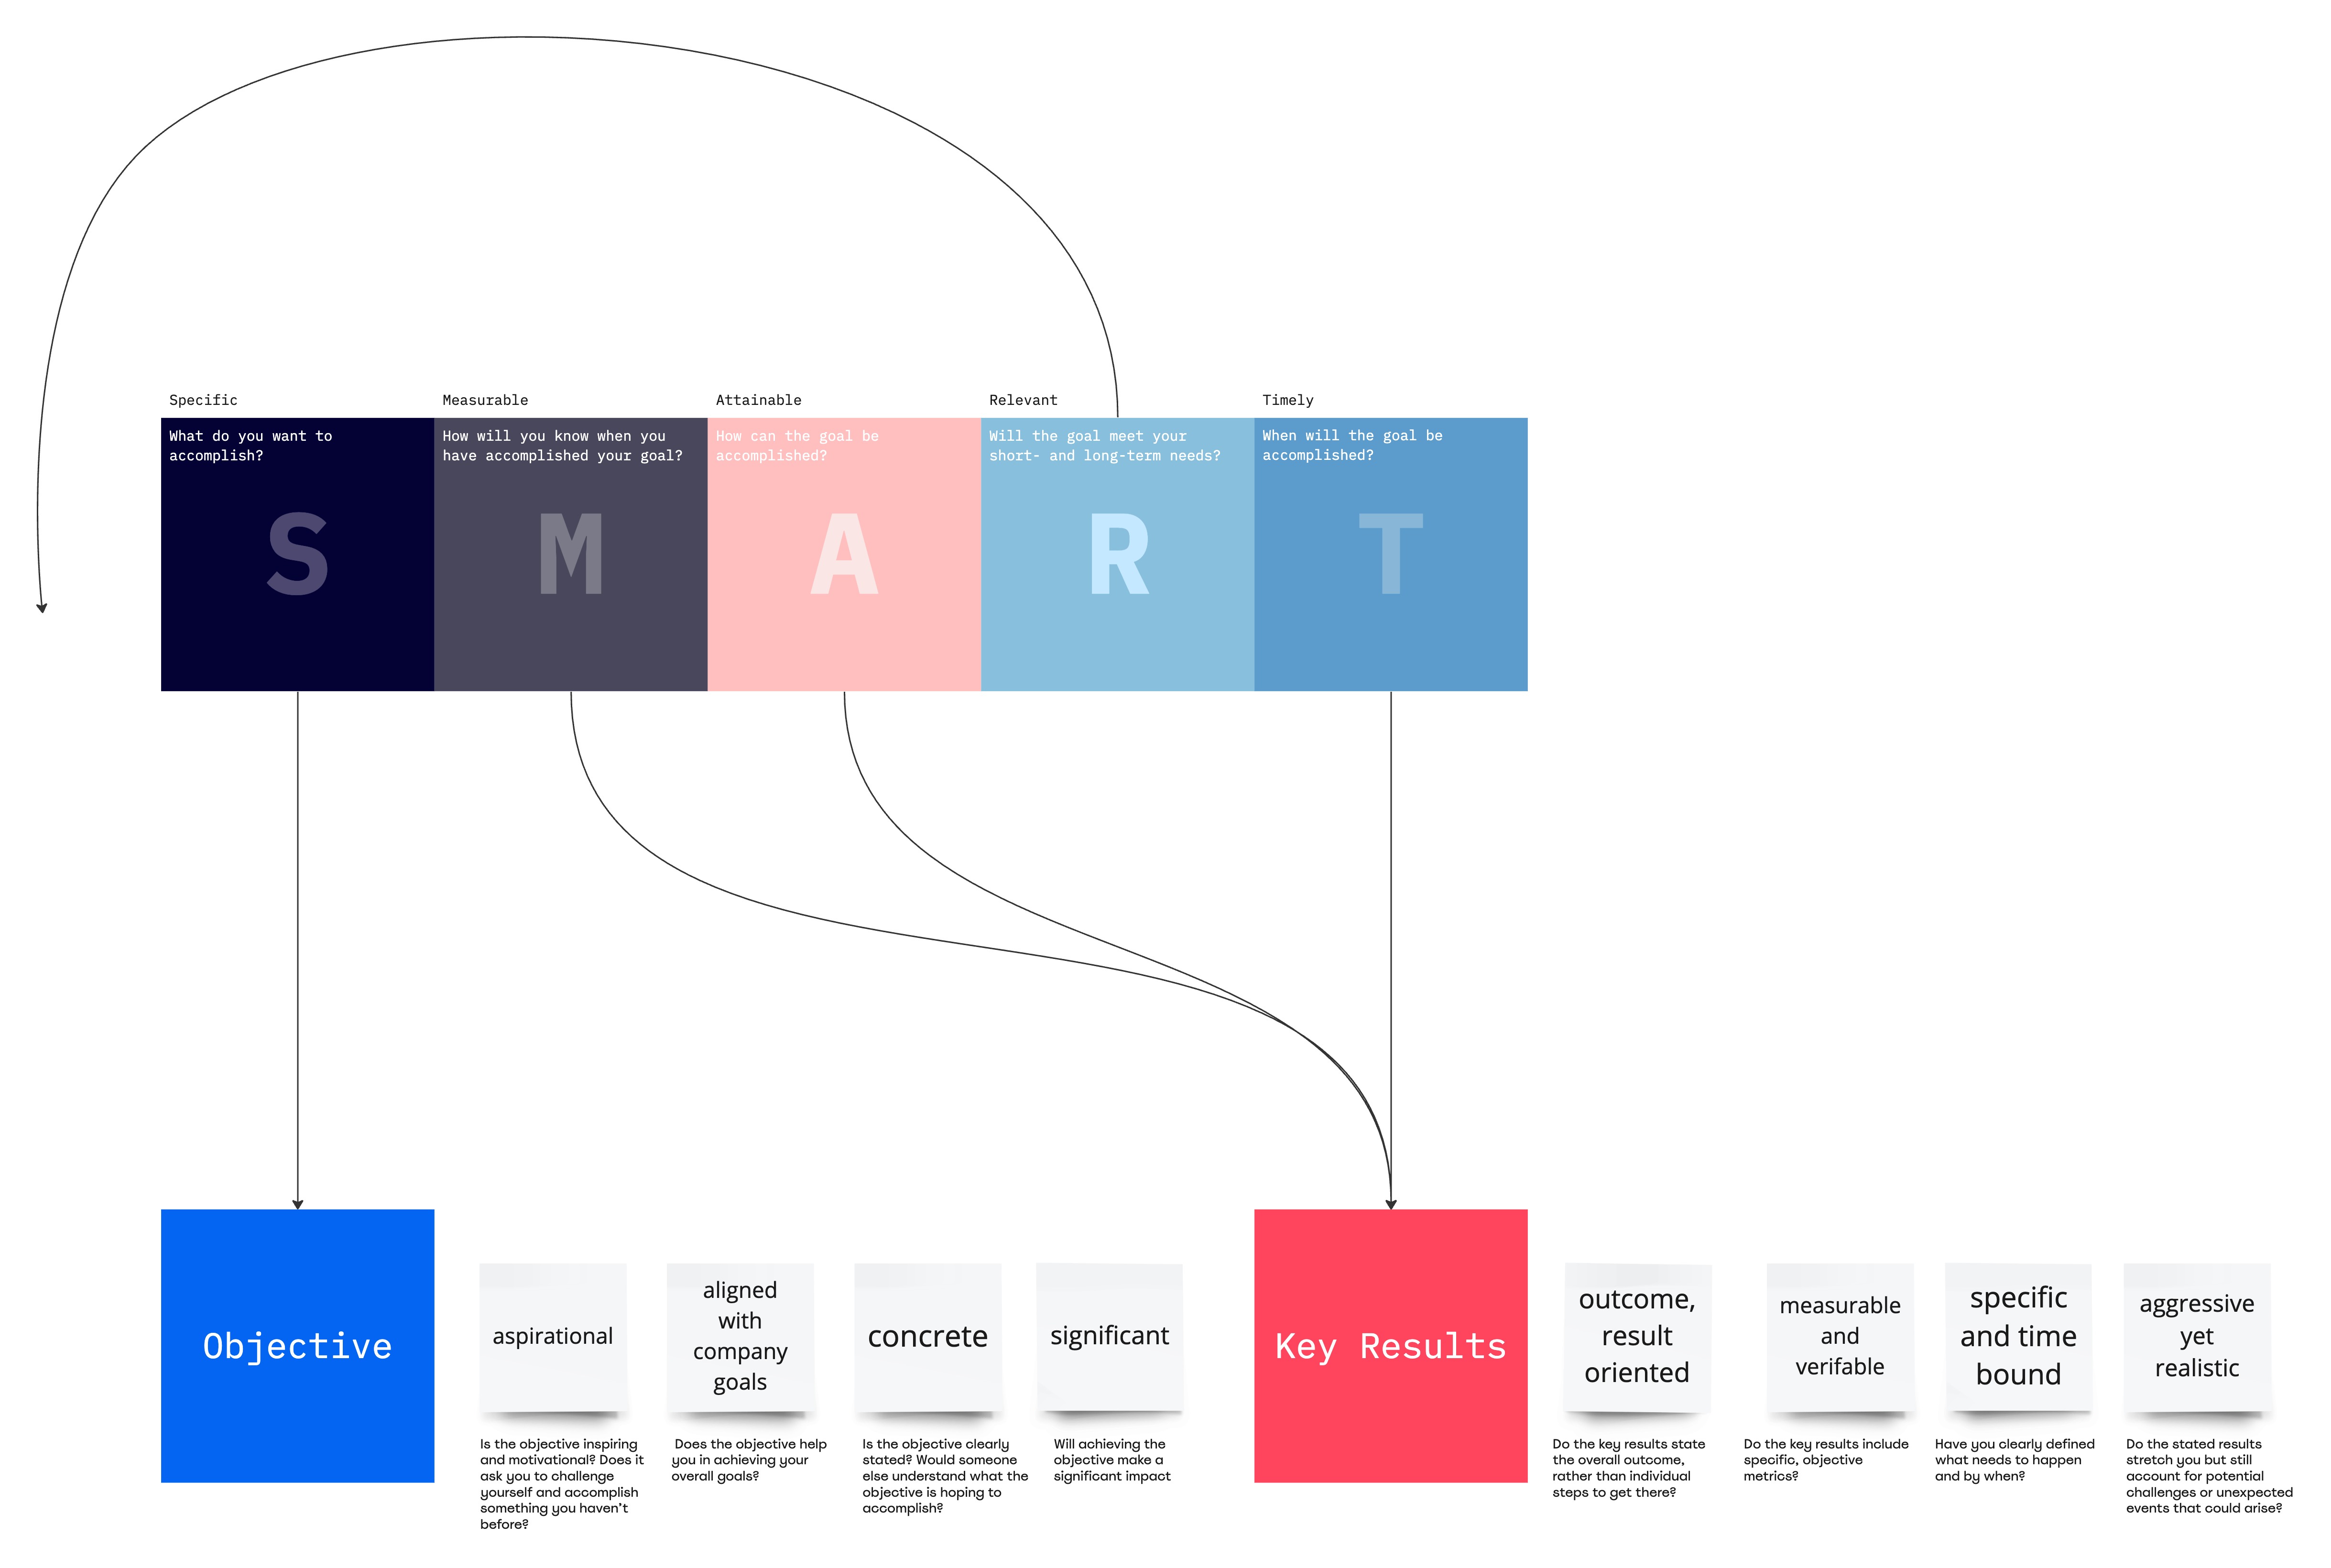 Specific
Measurable
Attainable
Relevant
Timely
What do you want to
accomplish?
How will you know when you
have accomplished your goal?
How can the goal be
accomplished?
Will the goal meet your
short- and long-term needs?
When will the goal be
accomplished?
S
M
A
R
T
Objective
aspirational
aligned
with
company
goals
concrete
significant
Is the objective inspiring
and motivational? Does it
ask you to challenge
yourself and accomplish
something you haven't
before?
Does the objective help
you in achieving your
overall goals?
Is the objective clearly
stated? Would someone
else understand what the
objective is hoping to
accomplish?
Will achieving the
objective make a
significant impact
Key Results
outcome,
result
oriented
measurable
and
verifable
specific
and time
bound
aggressive
yet
realistic
Do the key results state
the overall outcome,
rather than individual
steps to get there?
Do the key results include
specific, objective
metrics?
Have you clearly defined
what needs to happen
and by when?
Do the stated results
stretch you but still
account for potential
challenges or unexpected
events that could arise?